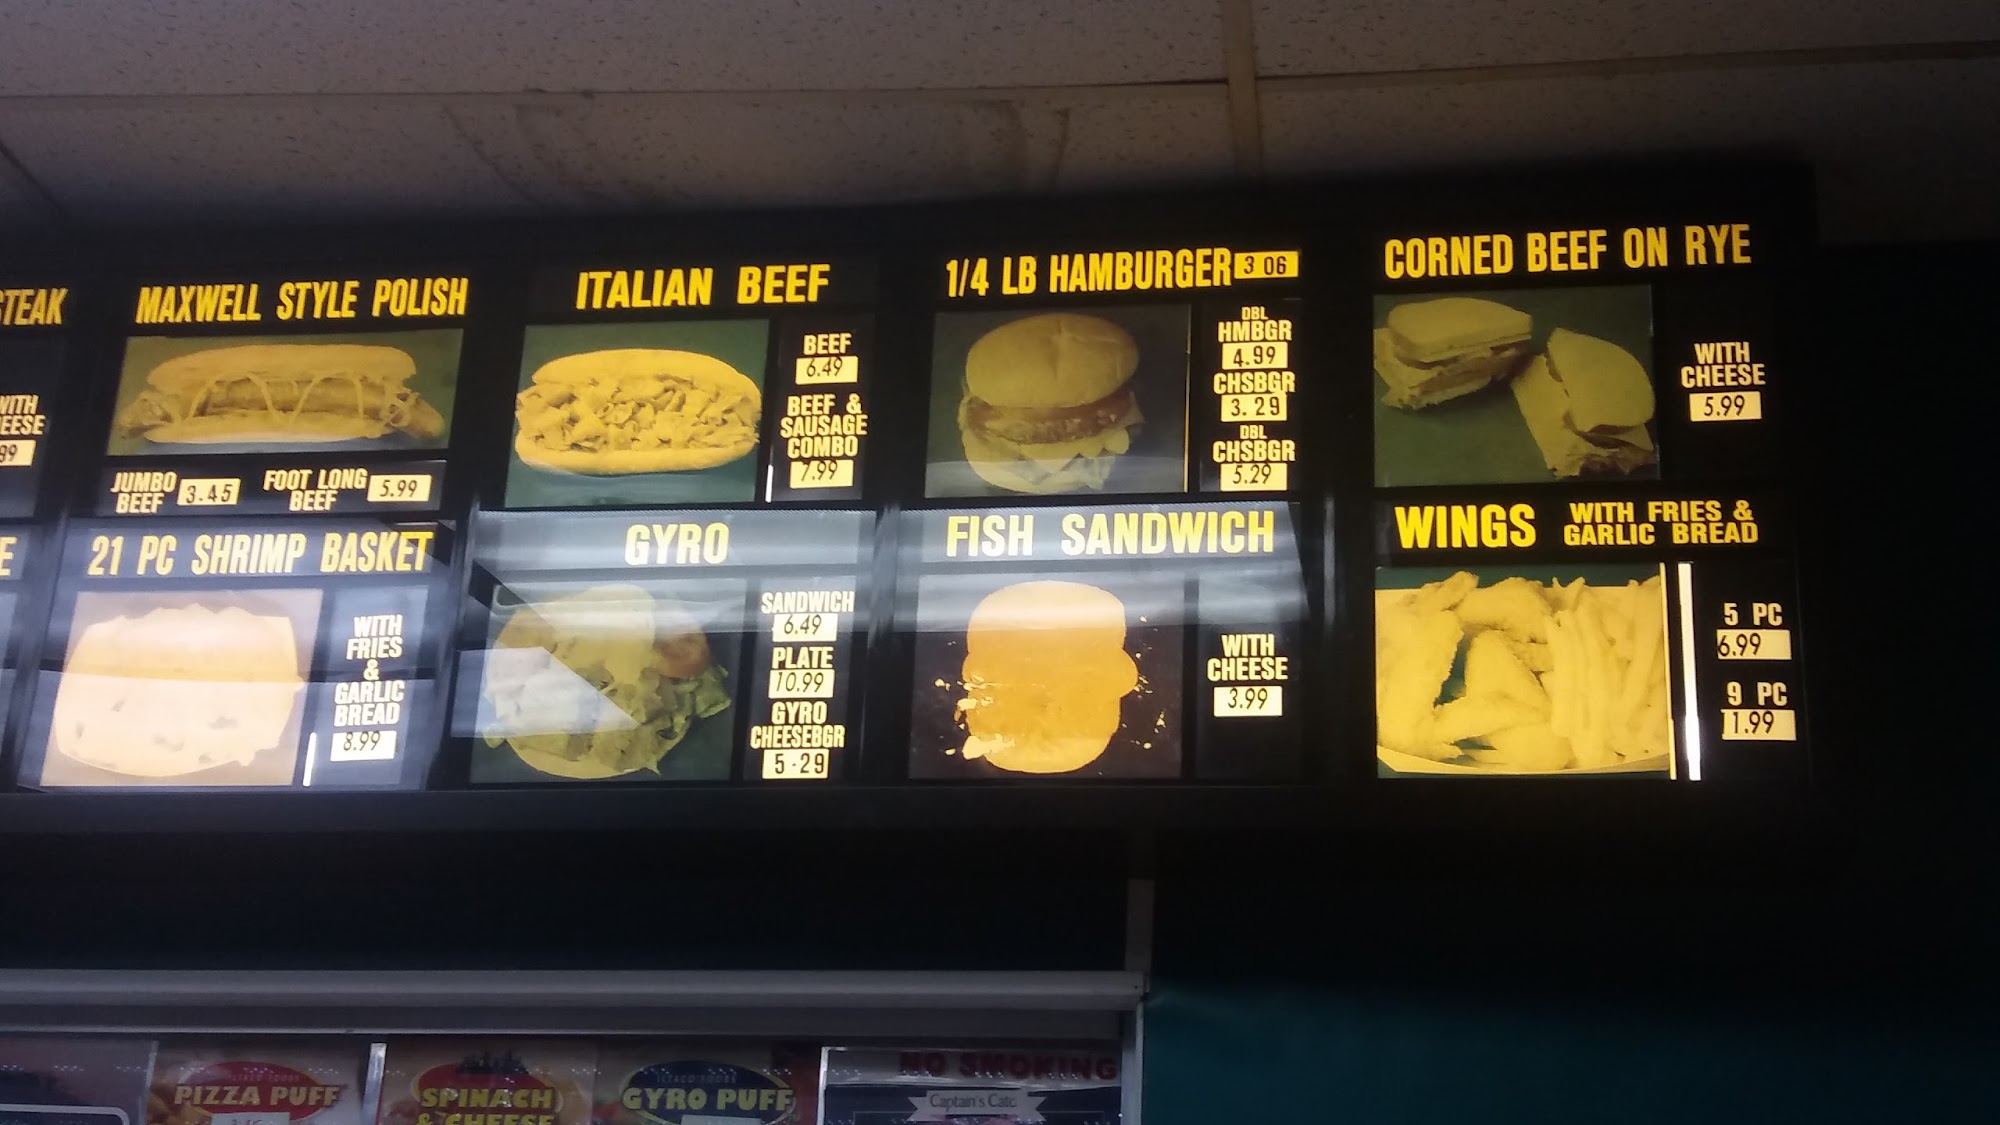 STEAK
WITH
CHEESE
MAXWELL STYLE POLISH
JUMBO
BEEF
3.45
FOOT LONG
BEEF
5.99
ITALIAN BEEF
BEEF
6.49
BEEF &
SAUSAGE
COMBO
7.99
1/4 LB HAMBURGER 3 06
DBL
HMBGR
4.99
CHSBGR
3.29
DBL
CHSBGR
5.29
CORNED BEEF ON RYE
WITH
CHEESE
5.99
21 PC SHRIMP BASKET
WITH
FRIES
&
GARLIC
BREAD
8.99
GYRO
SANDWICH
6.49
PLATE
10.99
GYRO
CHEESEBGR
5-29
FISH SANDWICH
WITH
CHEESE
3.99
WINGS WITH FRIES &
GARLIC BREAD
5 PC
6.99
9 PC
1.99
PIZZA PUFF
SPINACH
& CHEESE
GYRO PUFF
NO SMOKING
Captain's